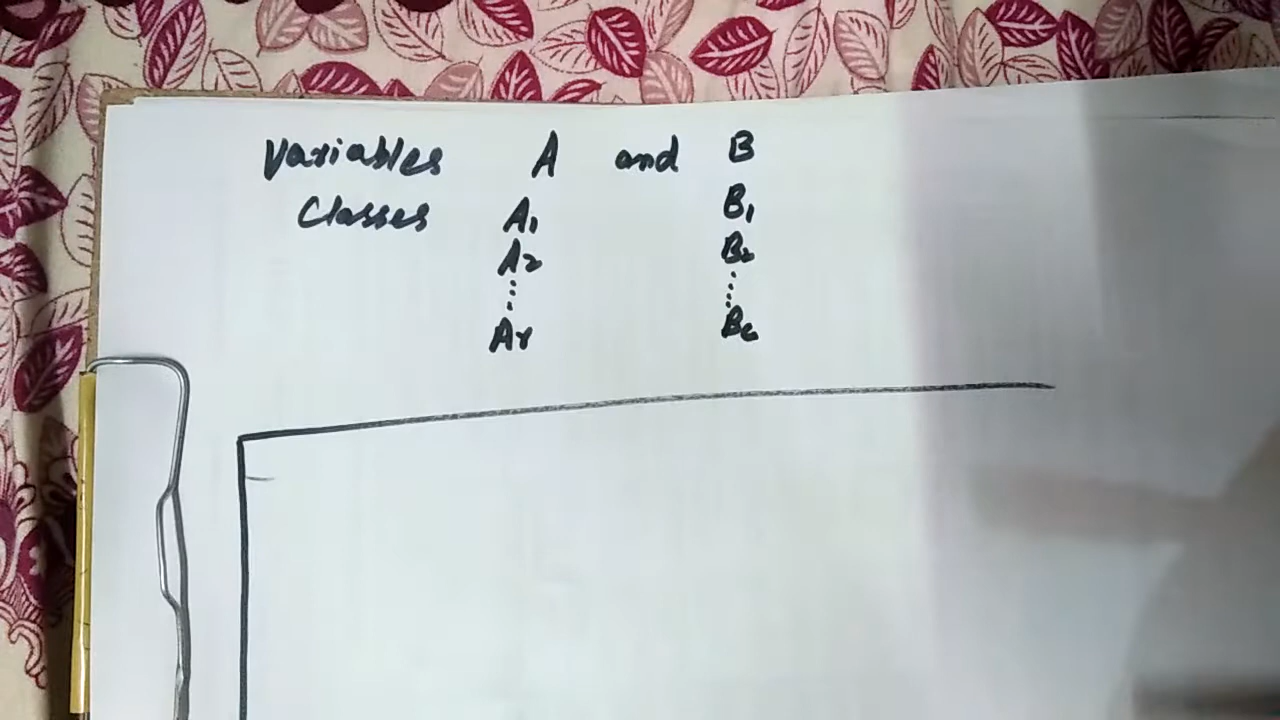 Variables A and B
Classes A1 B1
A2 B2
⋮ ⋮
Ar Bc